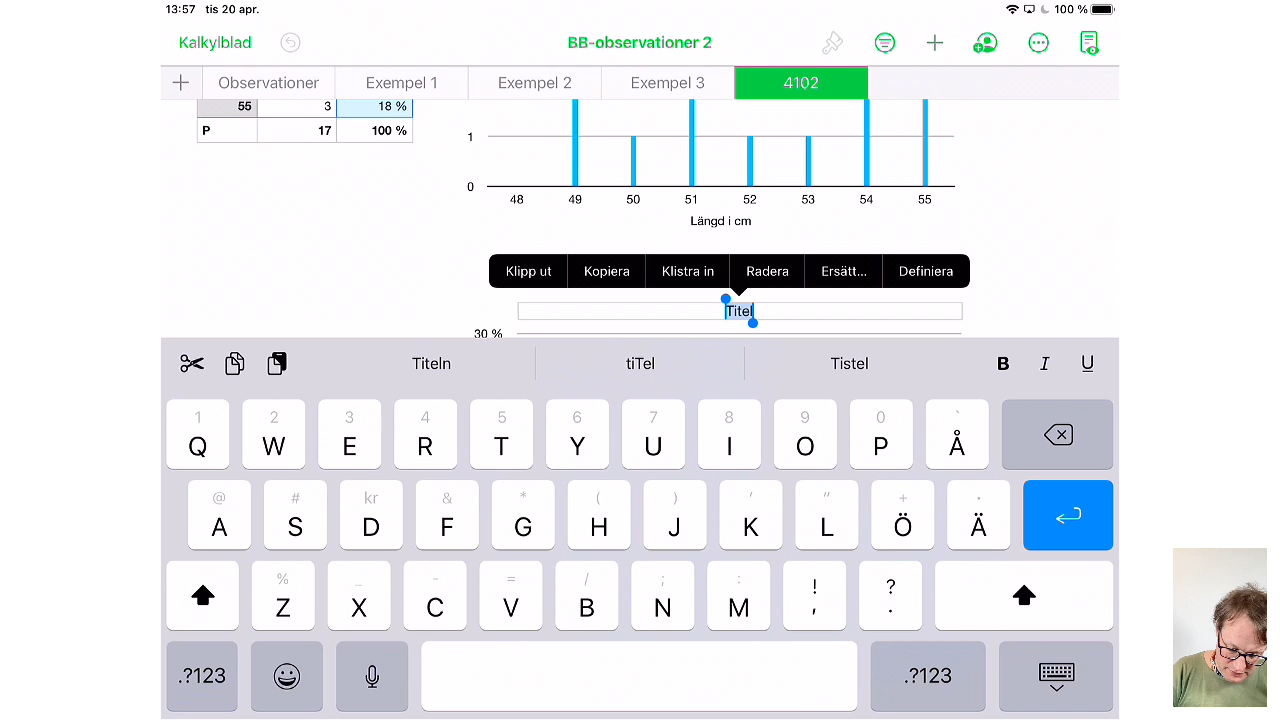 13:57 tis 20 apr. 100 %
Kalkylblad BB-observationer 2
Observationer Exempel 1 Exempel 2 Exempel 3 4102
55 3 18 %
P 17 100 %
1
0
48 49 50 51 52 53 54 55
Längd i cm
Klipp ut Kopiera Klistra in Radera Ersätt... Definiera
Titel
30 %
Titeln tiTel Tistel B I U
1 2 3 4 5 6 7 8 9 0 `
Q W E R T Y U I O P Å
@ # kr & * ( ) ' " + ·
A S D F G H J K L Ö Ä
% _ - = / ; : ! ?
Z X C V B N M , .
.?123 .?123